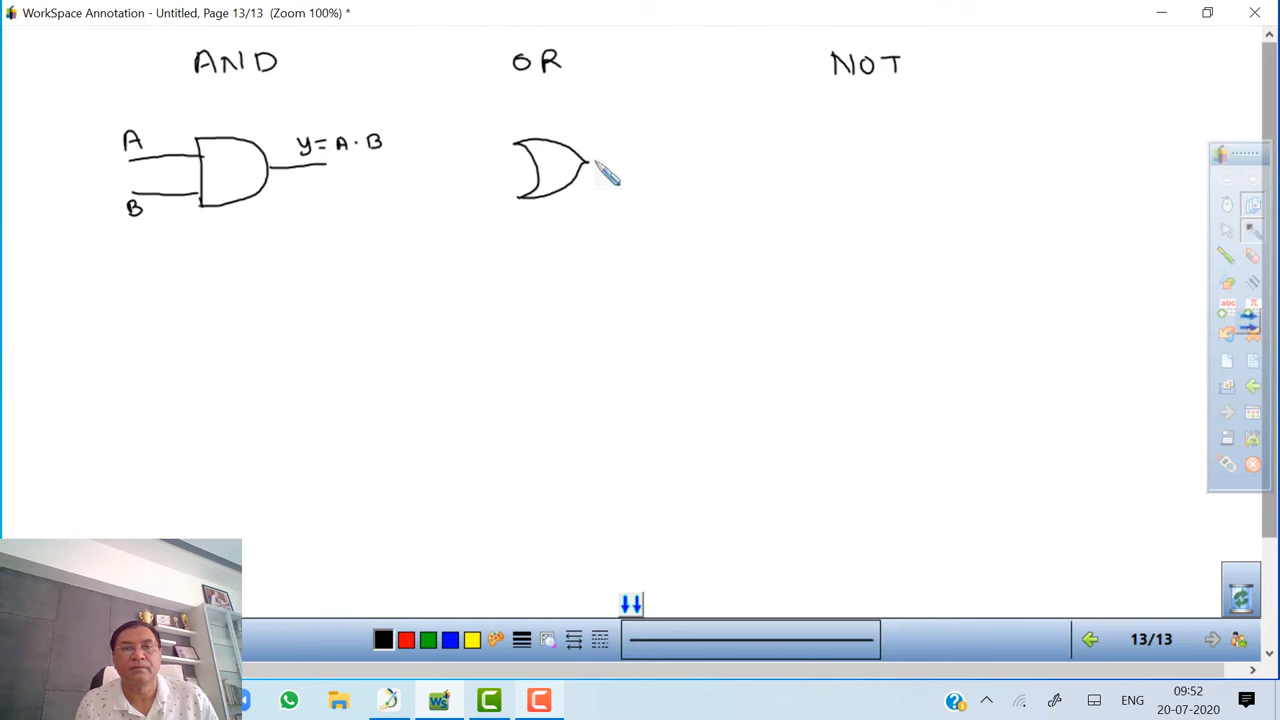 WorkSpace Annotation - Untitled, Page 13/13 (Zoom 100%) *
AND OR NOT
A
y = A · B
B
abc π
13/13
W
ENG
09:52
20-07-2020